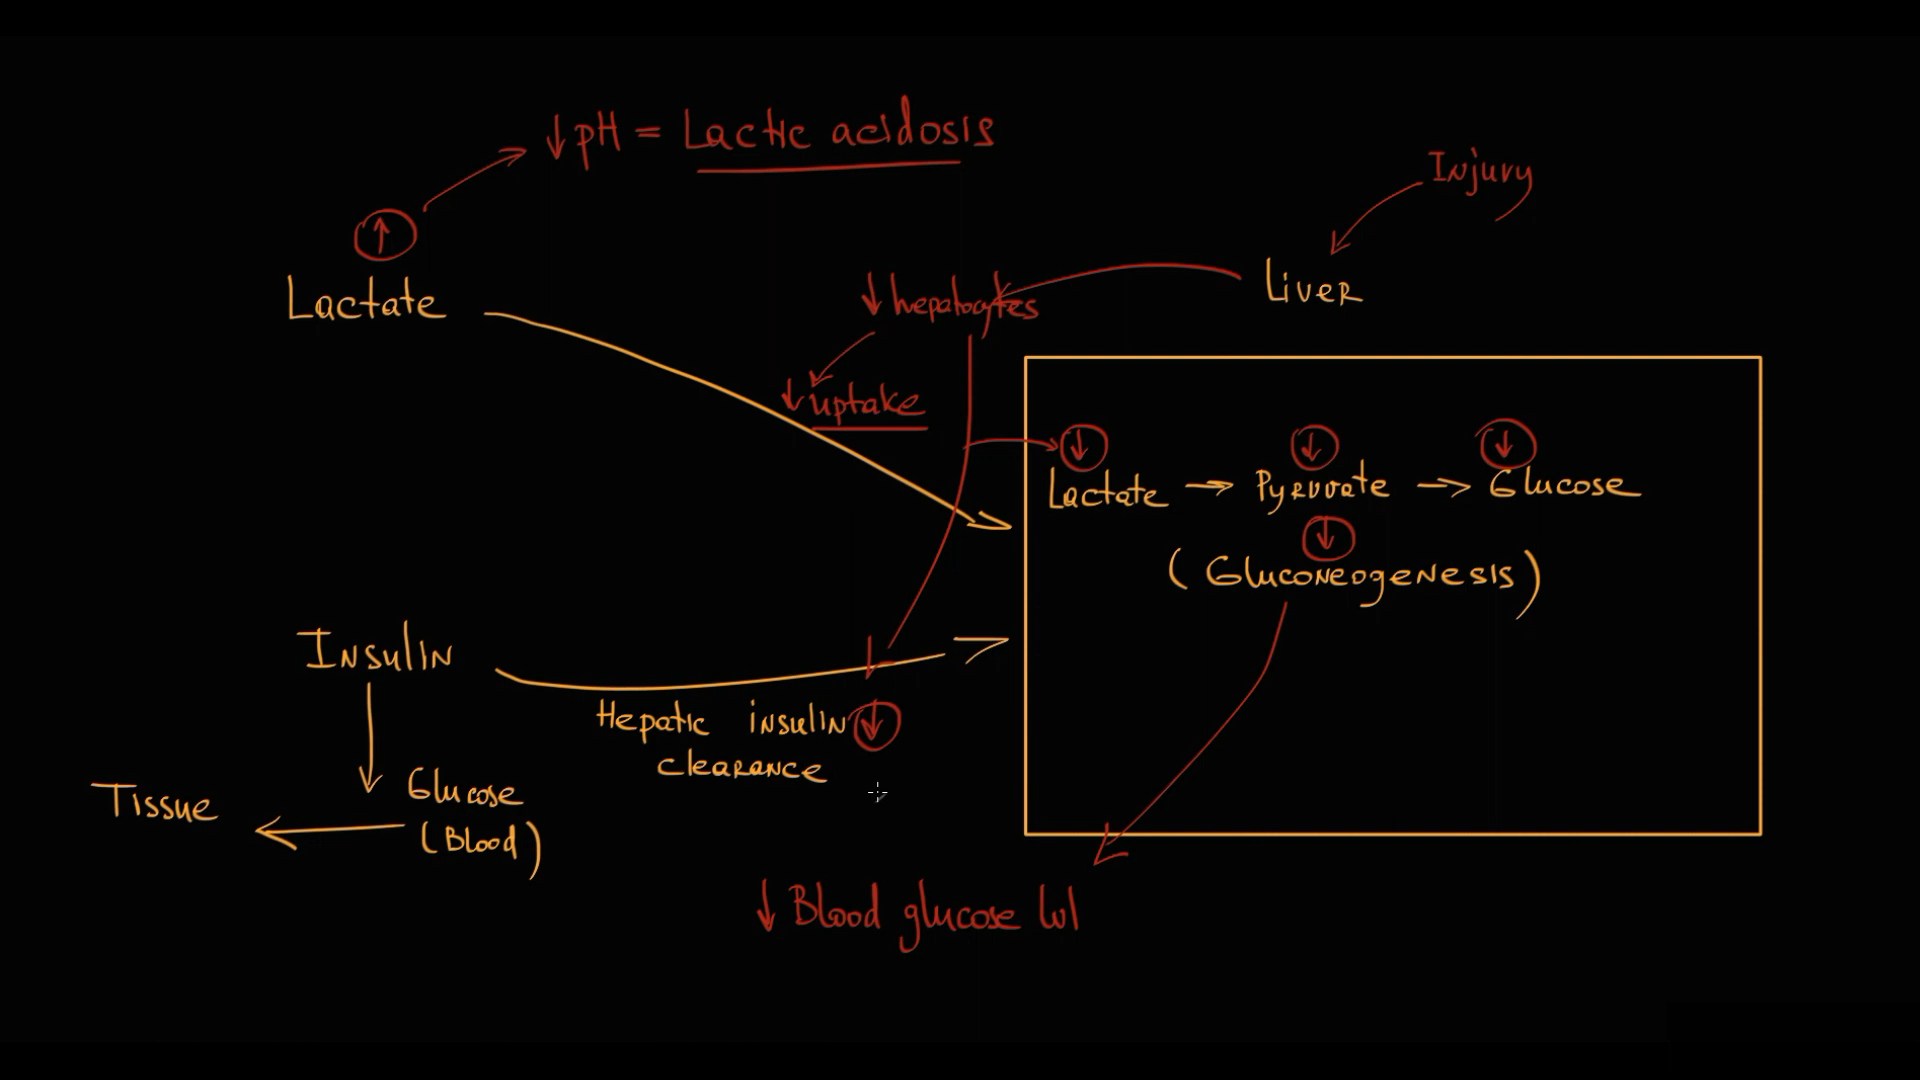 ↓ pH = Lactic acidosis
Injury
↑
Lactate
↓ hepatocytes
Liver
↓ uptake
↓ ↓ ↓
Lactate → Pyruvate → Glucose
↓
(Gluconeogenesis)
Insulin
Hepatic insulin ↓
clearance
Tissue
Glucose
(Blood)
↓ Blood glucose lvl